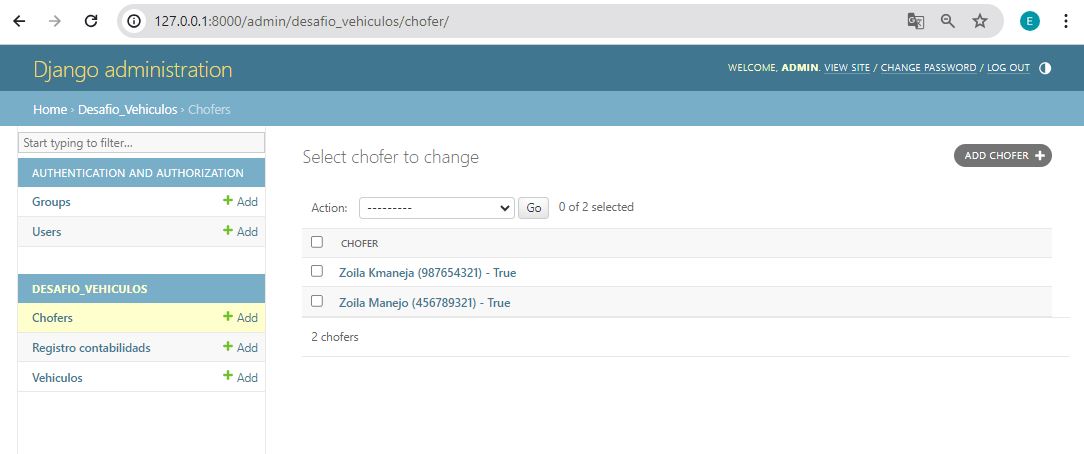 127.0.0.1:8000/admin/desafio_vehiculos/chofer/
E
Django administration
WELCOME, ADMIN. VIEW SITE / CHANGE PASSWORD / LOG OUT
Home › Desafio_Vehiculos › Chofers
Start typing to filter...
AUTHENTICATION AND AUTHORIZATION
Groups + Add
Users + Add
DESAFIO_VEHICULOS
Chofers + Add
Registro contabilidads + Add
Vehiculos + Add
Select chofer to change
ADD CHOFER +
Action: --------- Go 0 of 2 selected
CHOFER
Zoila Kmaneja (987654321) - True
Zoila Manejo (456789321) - True
2 chofers